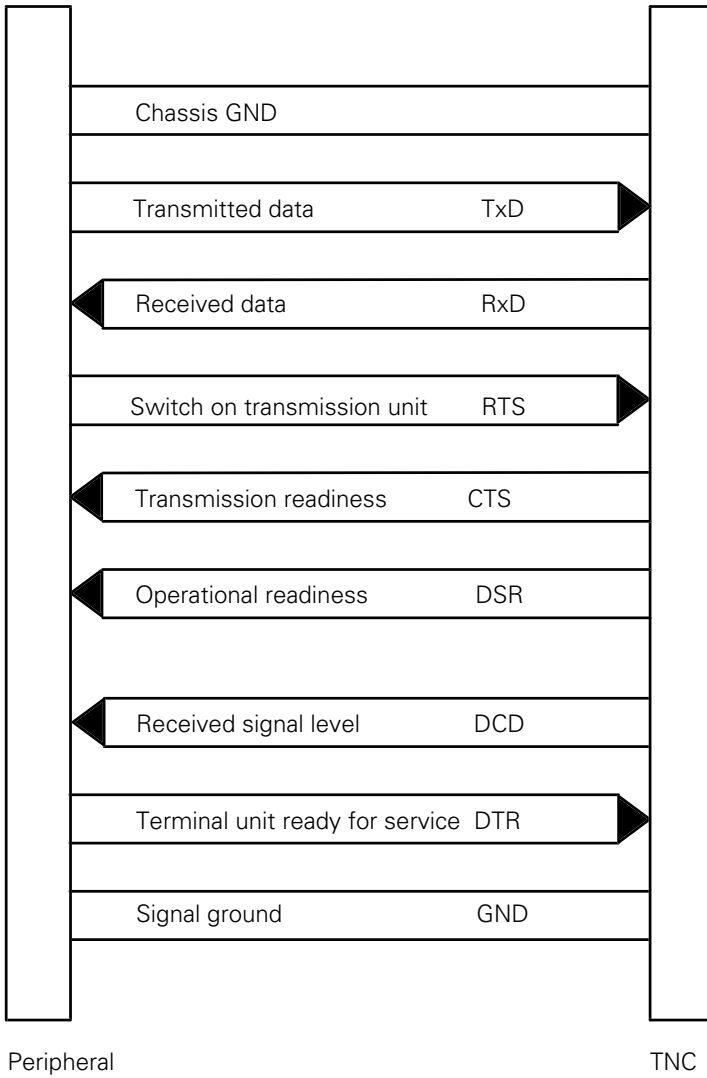 Chassis GND
Transmitted data TxD
Received data RxD
Switch on transmission unit RTS
Transmission readiness CTS
Operational readiness DSR
Received signal level DCD
Terminal unit ready for service DTR
Signal ground GND
Peripheral TNC